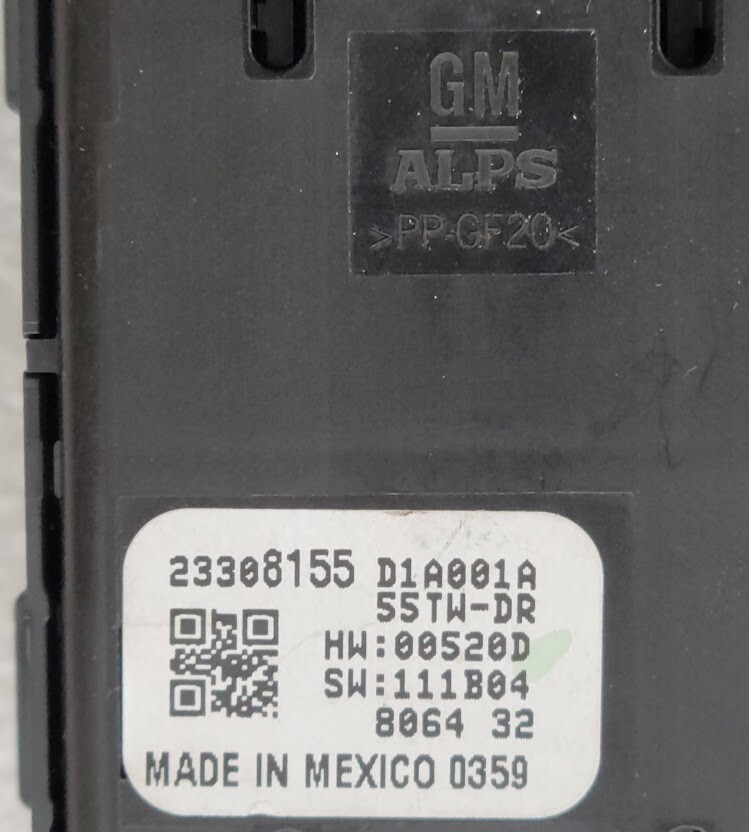 GM
ALPS
>PP-GF20<
23308155 D1A001A
55TW-DR
HW:00520D
SW:111B04
8064 32
MADE IN MEXICO 0359